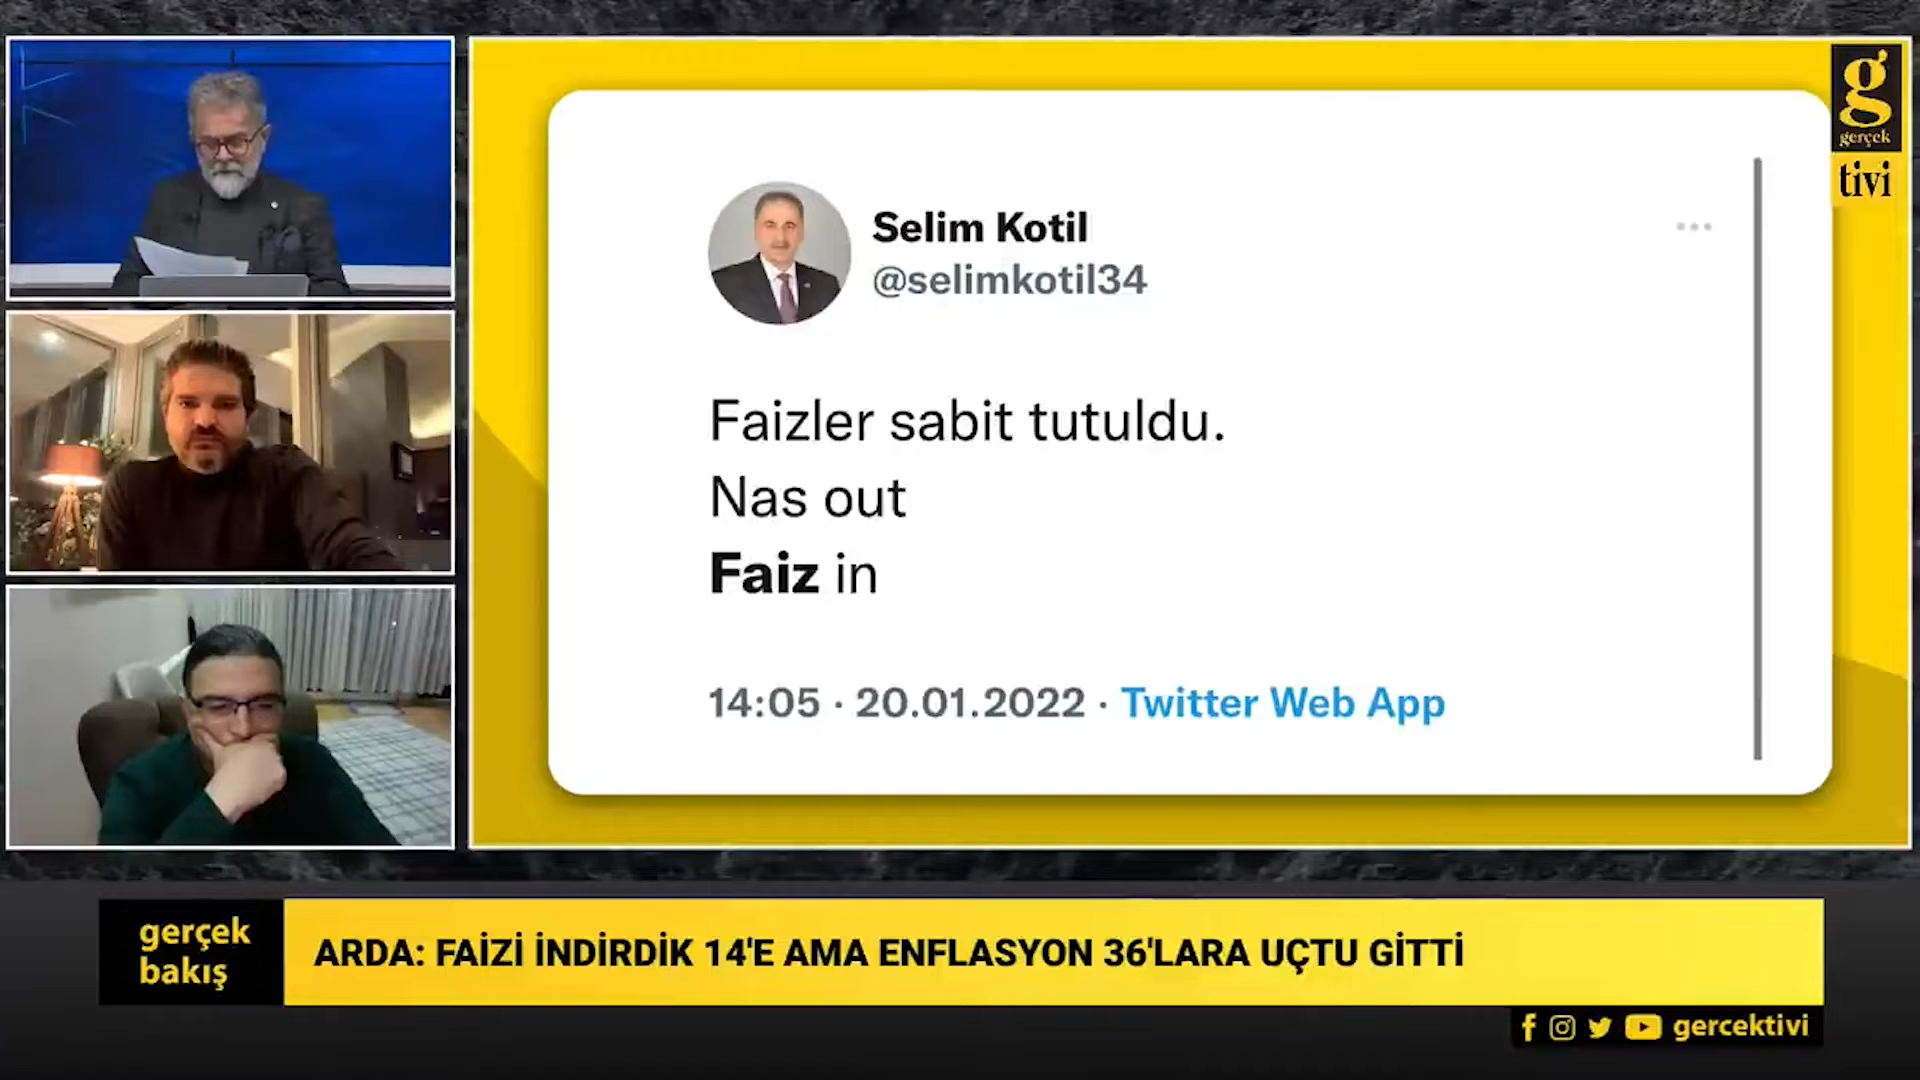 g
gerçek
tivi
Selim Kotil
@selimkotil34
Faizler sabit tutuldu.
Nas out
Faiz in
14:05 · 20.01.2022 · Twitter Web App
gerçek
bakış
ARDA: FAİZİ İNDİRDİK 14'E AMA ENFLASYON 36'LARA UÇTU GİTTİ
gercektivi